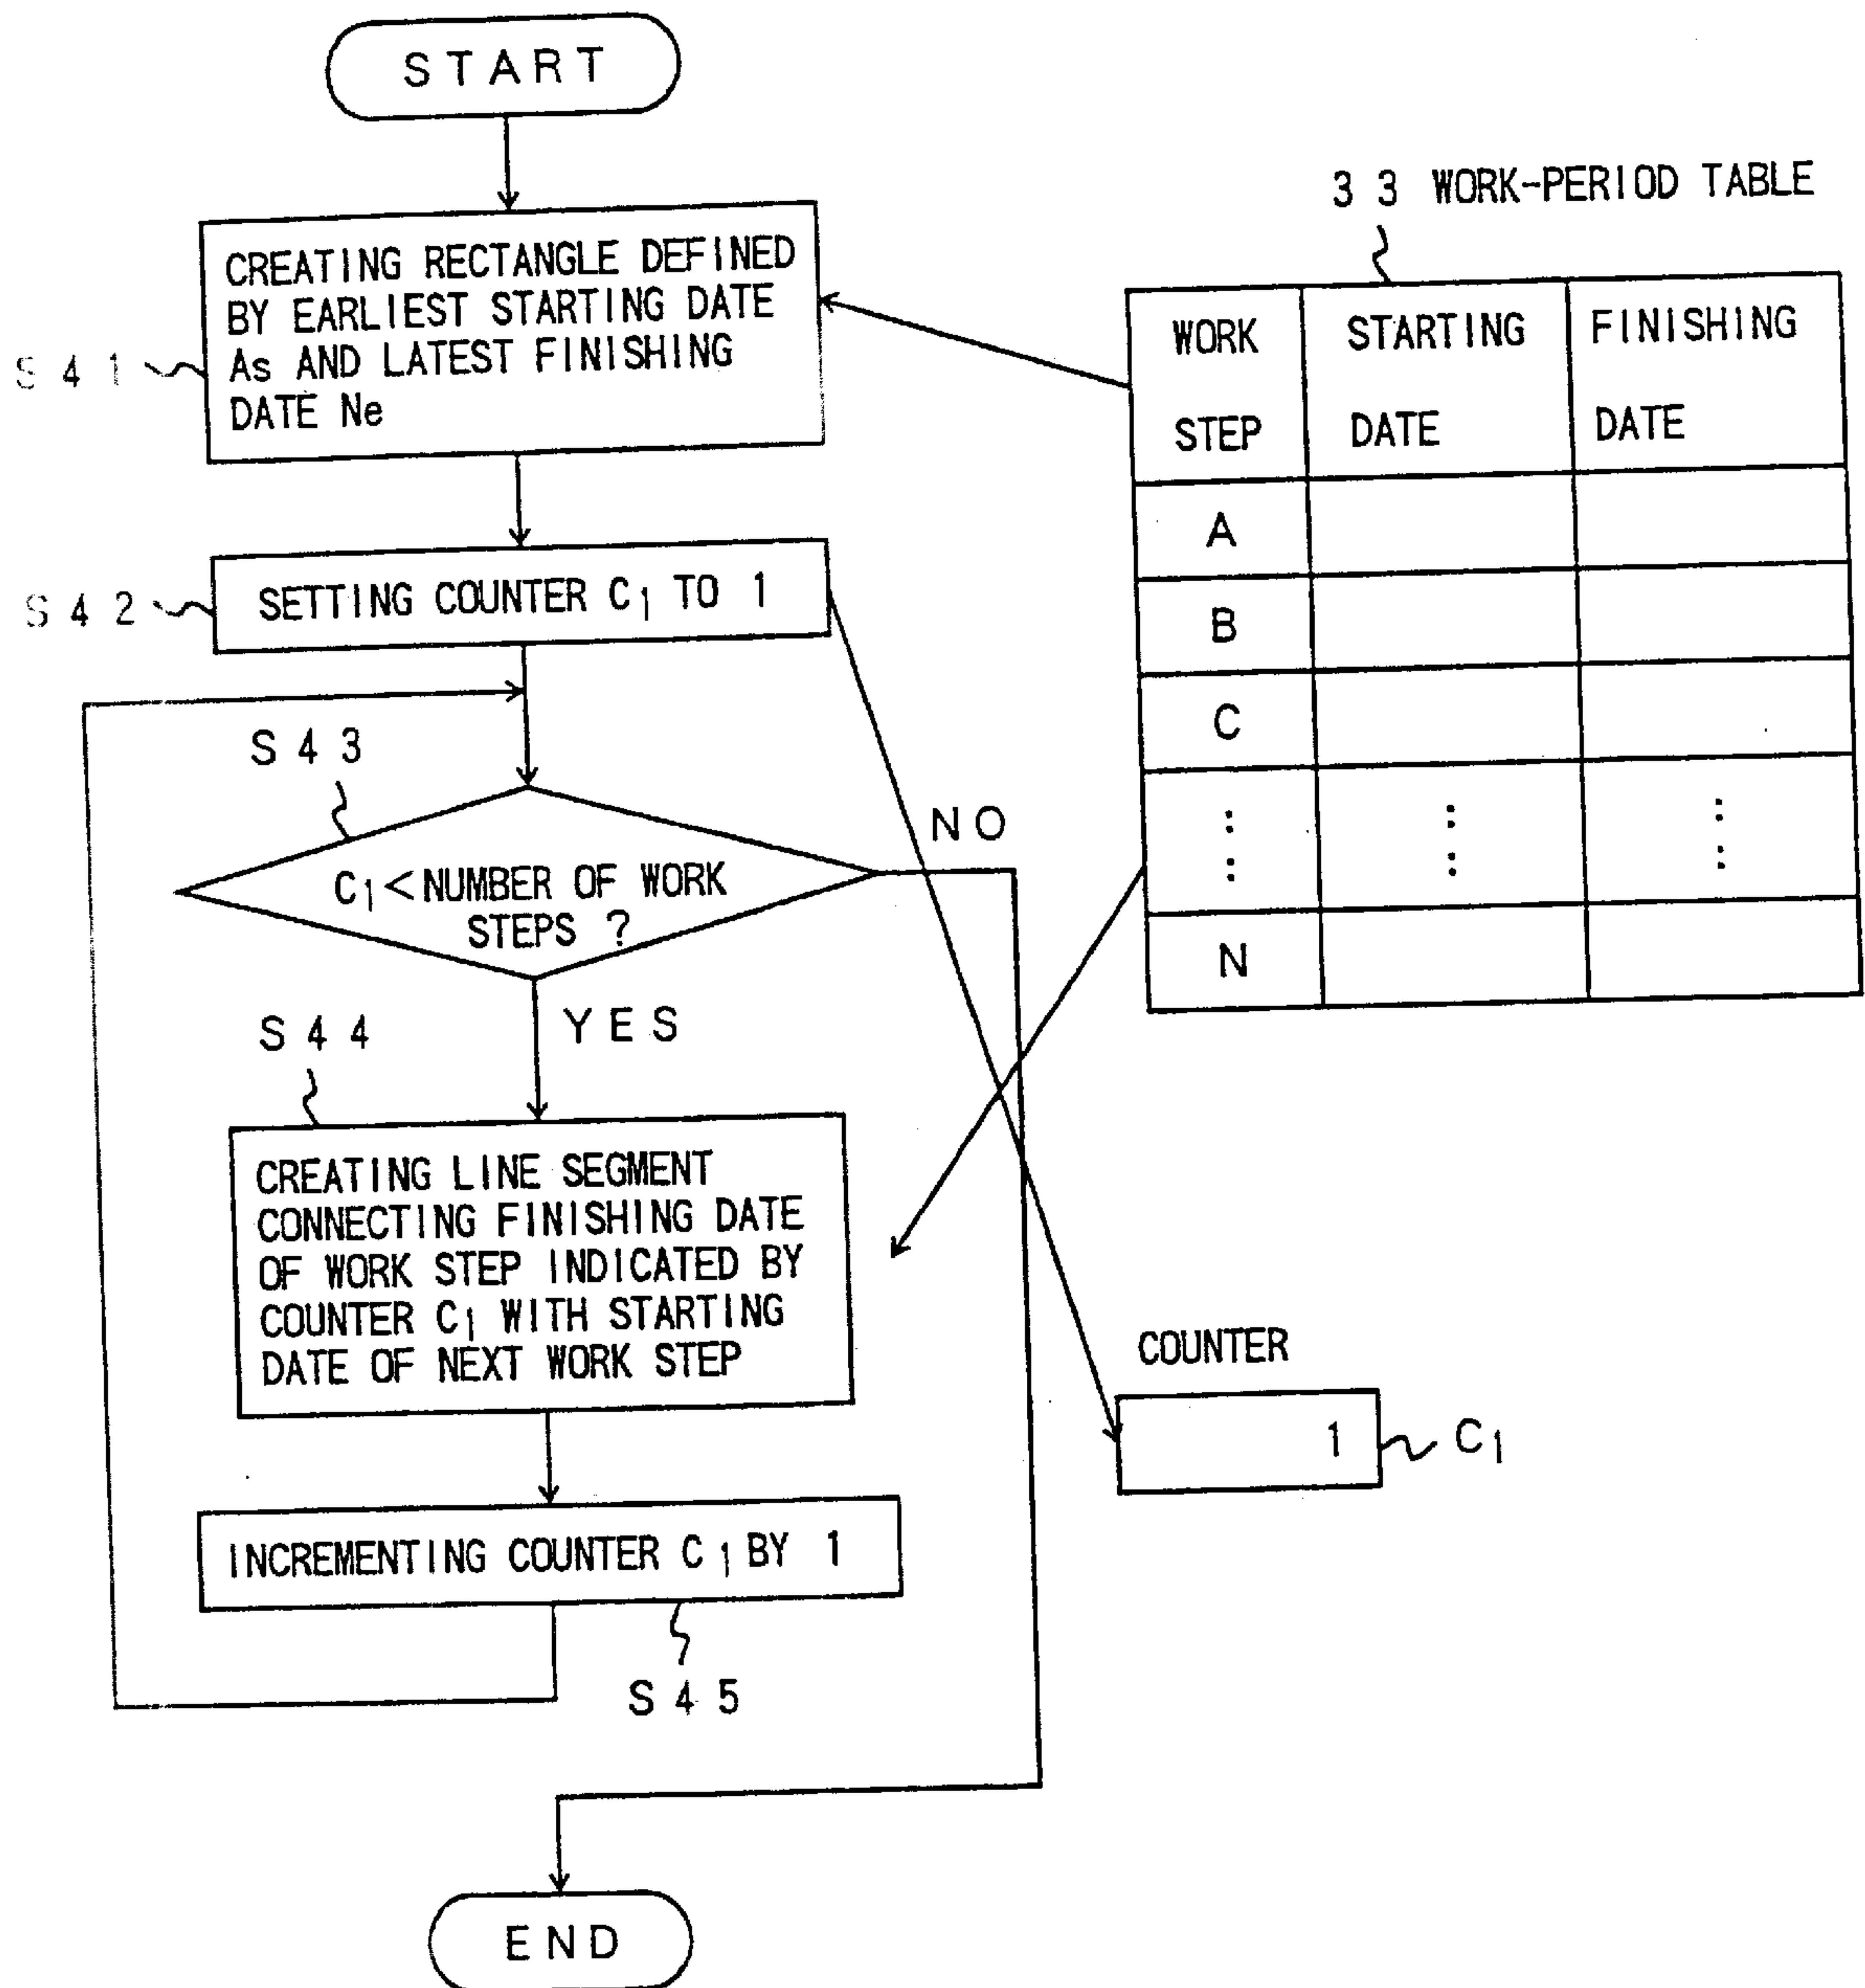 START
S41
CREATING RECTANGLE DEFINED
BY EARLIEST STARTING DATE
As AND LATEST FINISHING
DATE Ne
S42
SETTING COUNTER C1 TO 1
S43
C1<NUMBER OF WORK
STEPS ?
NO
YES
S44
CREATING LINE SEGMENT
CONNECTING FINISHING DATE
OF WORK STEP INDICATED BY
COUNTER C1 WITH STARTING
DATE OF NEXT WORK STEP
INCREMENTING COUNTER C1 BY 1
S45
END
33 WORK-PERIOD TABLE
WORK STEP
STARTING DATE
FINISHING DATE
A
B
C
N
COUNTER
1
C1